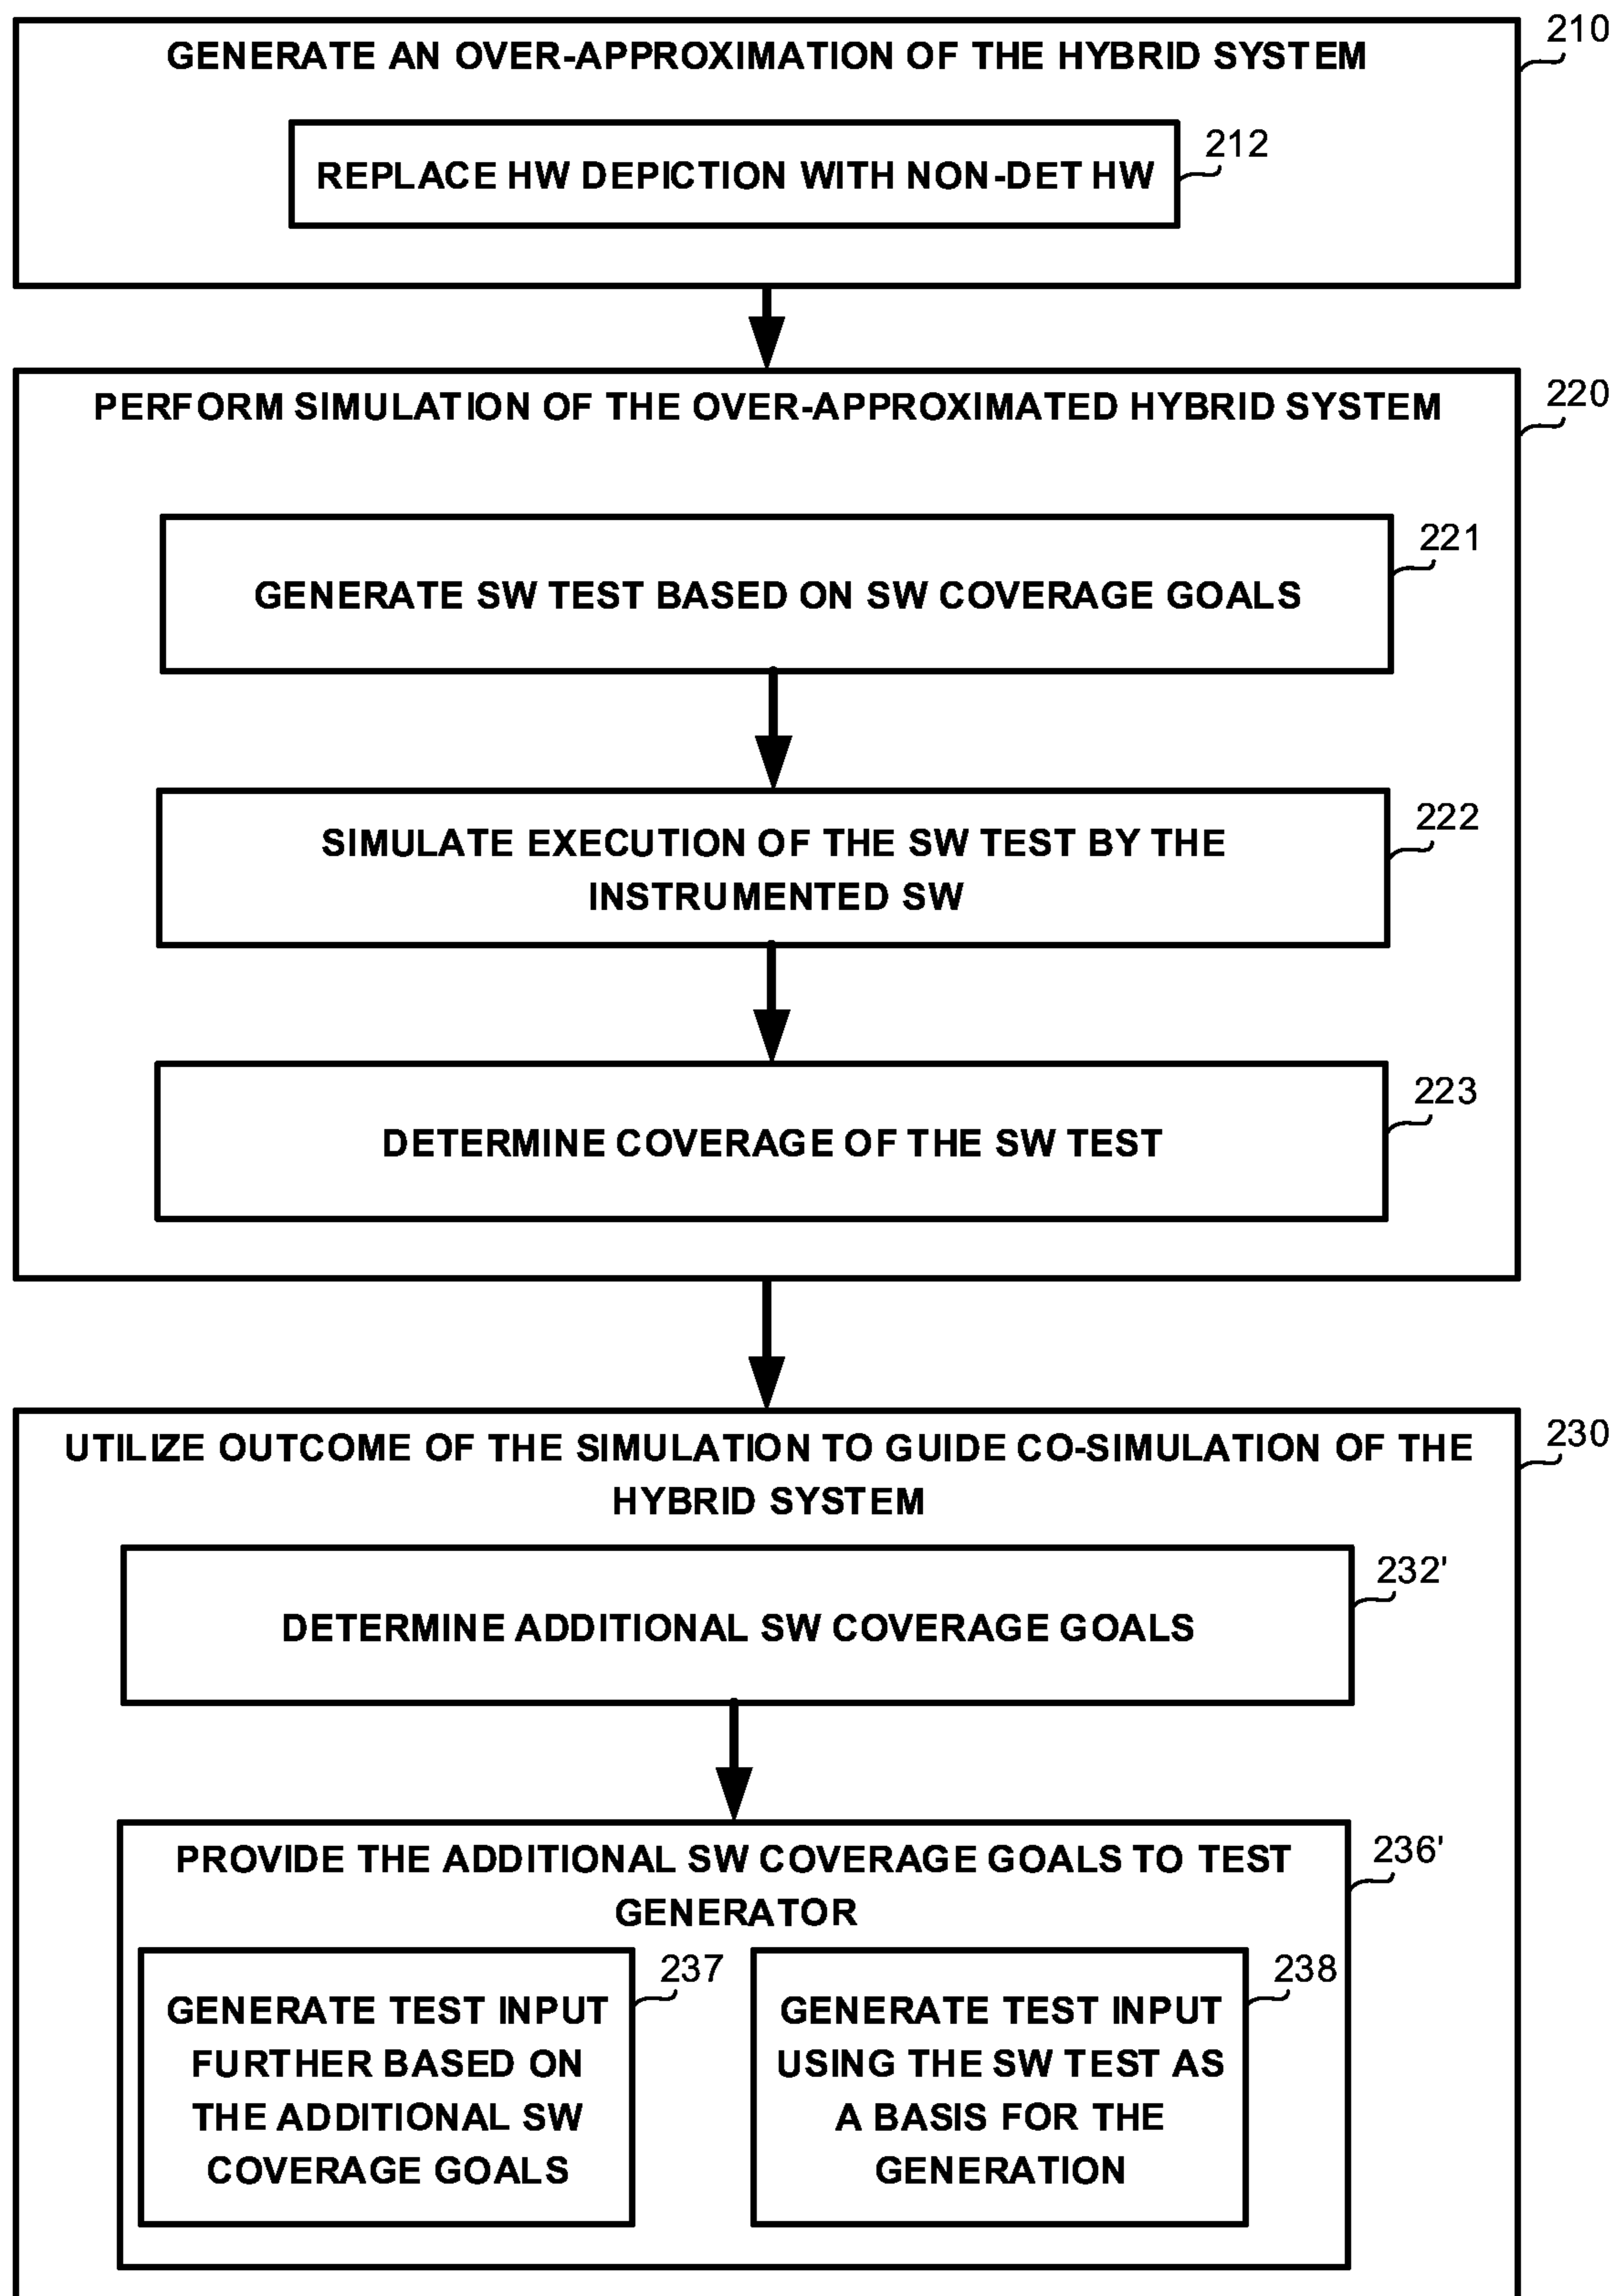 210
GENERATE AN OVER-APPROXIMATION OF THE HYBRID SYSTEM
212
REPLACE HW DEPICTION WITH NON-DET HW
220
PERFORM SIMULATION OF THE OVER-APPROXIMATED HYBRID SYSTEM
221
GENERATE SW TEST BASED ON SW COVERAGE GOALS
222
SIMULATE EXECUTION OF THE SW TEST BY THE
INSTRUMENTED SW
223
DETERMINE COVERAGE OF THE SW TEST
230
UTILIZE OUTCOME OF THE SIMULATION TO GUIDE CO-SIMULATION OF THE
HYBRID SYSTEM
232'
DETERMINE ADDITIONAL SW COVERAGE GOALS
236'
PROVIDE THE ADDITIONAL SW COVERAGE GOALS TO TEST
GENERATOR
237
GENERATE TEST INPUT
FURTHER BASED ON
THE ADDITIONAL SW
COVERAGE GOALS
238
GENERATE TEST INPUT
USING THE SW TEST AS
A BASIS FOR THE
GENERATION